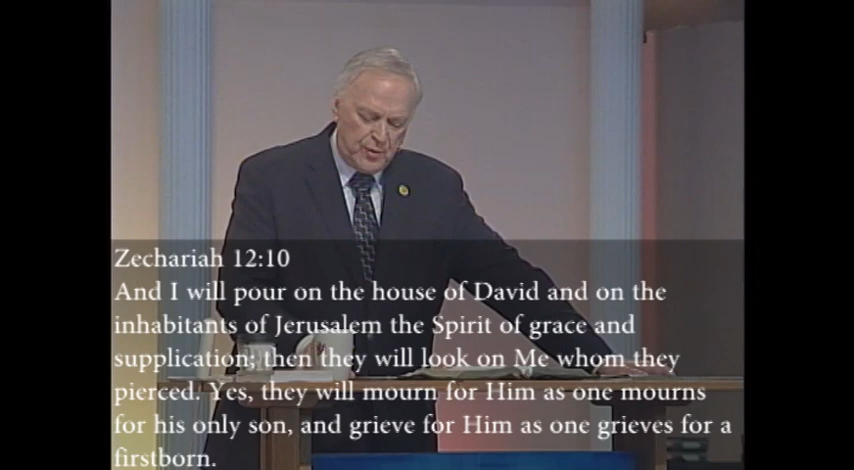 Zechariah 12:10
And I will pour on the house of David and on the
inhabitants of Jerusalem the Spirit of grace and
supplication; then they will look on Me whom they
pierced. Yes, they will mourn for Him as one mourns
for his only son, and grieve for Him as one grieves for a
firstborn.